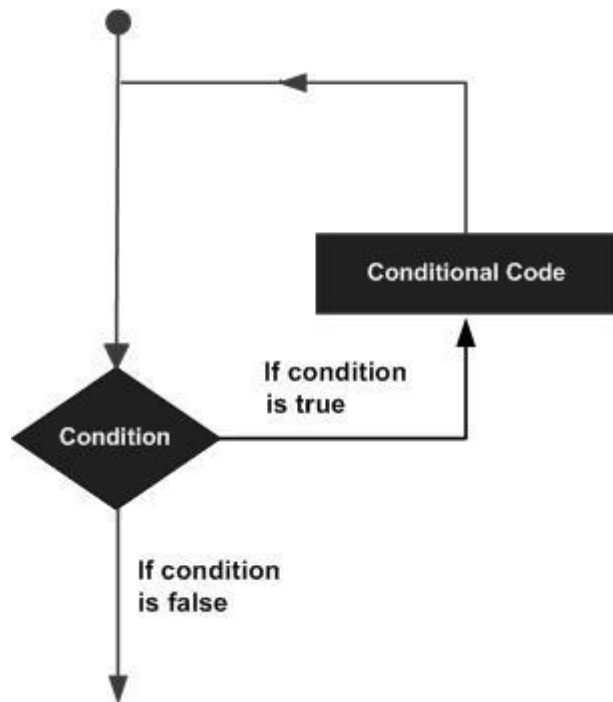 Conditional Code
If condition
is true
Condition
If condition
is false